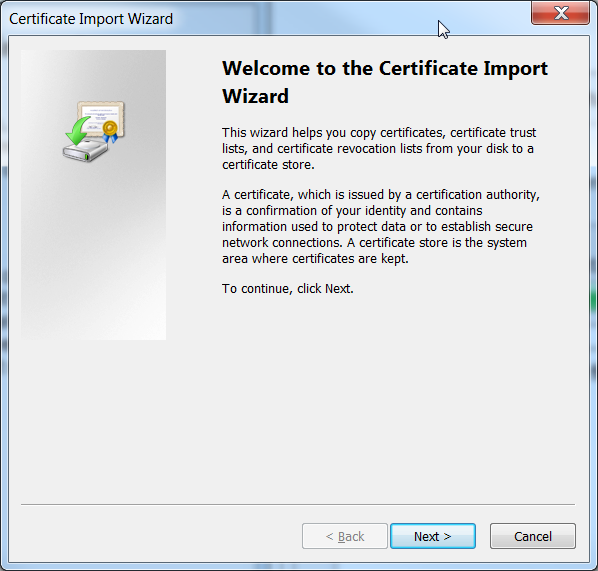 Certificate Import Wizard
Welcome to the Certificate Import
Wizard
This wizard helps you copy certificates, certificate trust
lists, and certificate revocation lists from your disk to a
certificate store.
A certificate, which is issued by a certification authority,
is a confirmation of your identity and contains
information used to protect data or to establish secure
network connections. A certificate store is the system
area where certificates are kept.
To continue, click Next.
< Back
Next >
Cancel